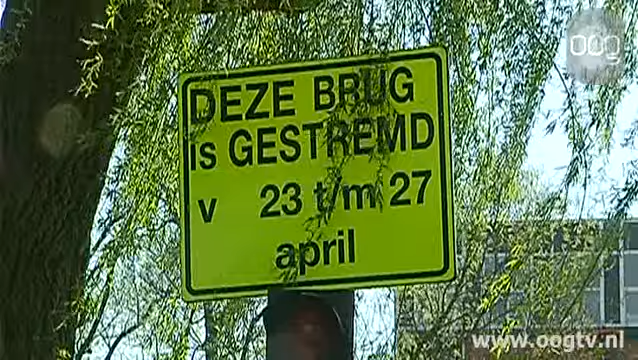 oog
DEZE BRUG
IS GESTREMD
v 23 t/m 27
april
www.oogtv.nl